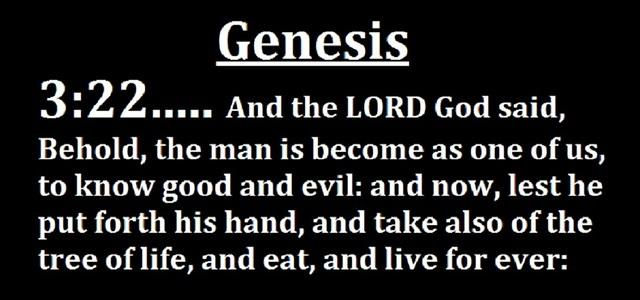 Genesis
3:22..... And the LORD God said,
Behold, the man is become as one of us,
to know good and evil: and now, lest he
put forth his hand, and take also of the
tree of life, and eat, and live for ever: